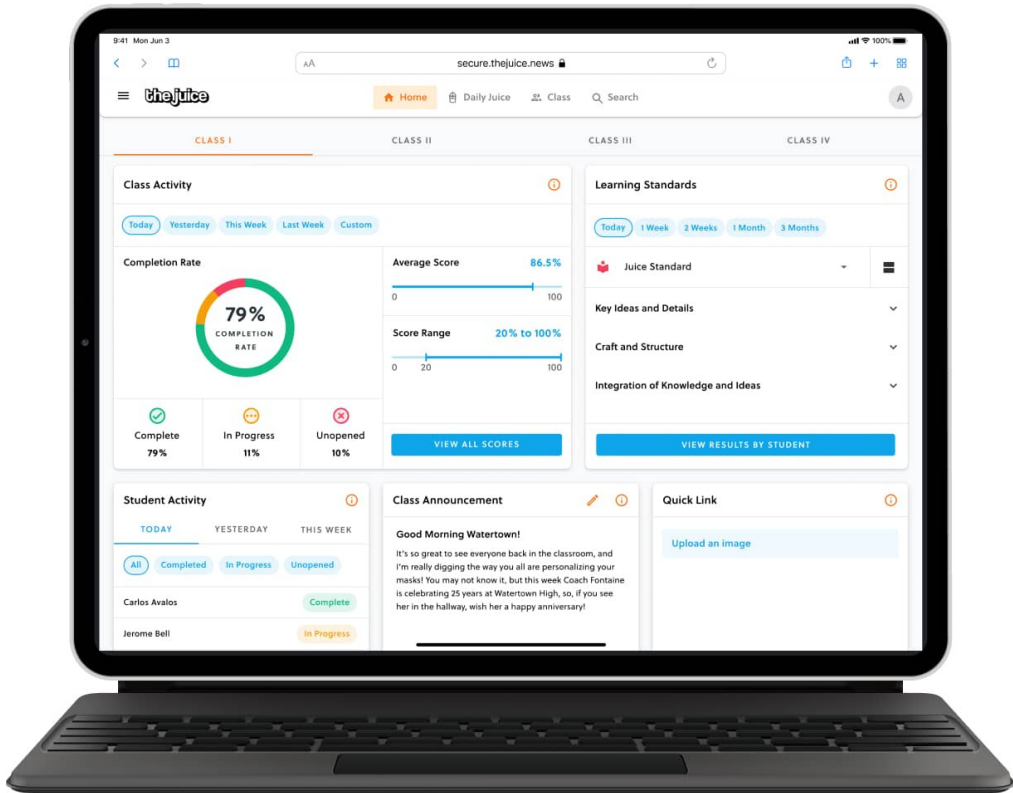 9:41 Mon Jun 3
100%
AA
secure.thejuice.news
thejuice
Home
Daily Juice
Class
Search
A
CLASS I
CLASS II
CLASS III
CLASS IV
Class Activity
Today
Yesterday
This Week
Last Week
Custom
Completion Rate
79%
COMPLETION
RATE
Complete
79%
In Progress
11%
Unopened
10%
Average Score
86.5%
0
100
Score Range
20% to 100%
0
20
100
VIEW ALL SCORES
Learning Standards
Today
1 Week
2 Weeks
1 Month
3 Months
Juice Standard
Key Ideas and Details
Craft and Structure
Integration of Knowledge and Ideas
VIEW RESULTS BY STUDENT
Student Activity
TODAY
YESTERDAY
THIS WEEK
All
Completed
In Progress
Unopened
Carlos Avalos
Complete
Jerome Bell
In Progress
Class Announcement
Good Morning Watertown!
It's so great to see everyone back in the classroom, and
I'm really digging the way you all are personalizing your
masks! You may not know it, but this week Coach Fontaine
is celebrating 25 years at Watertown High, so, if you see
her in the hallway, wish her a happy anniversary!
Quick Link
Upload an image